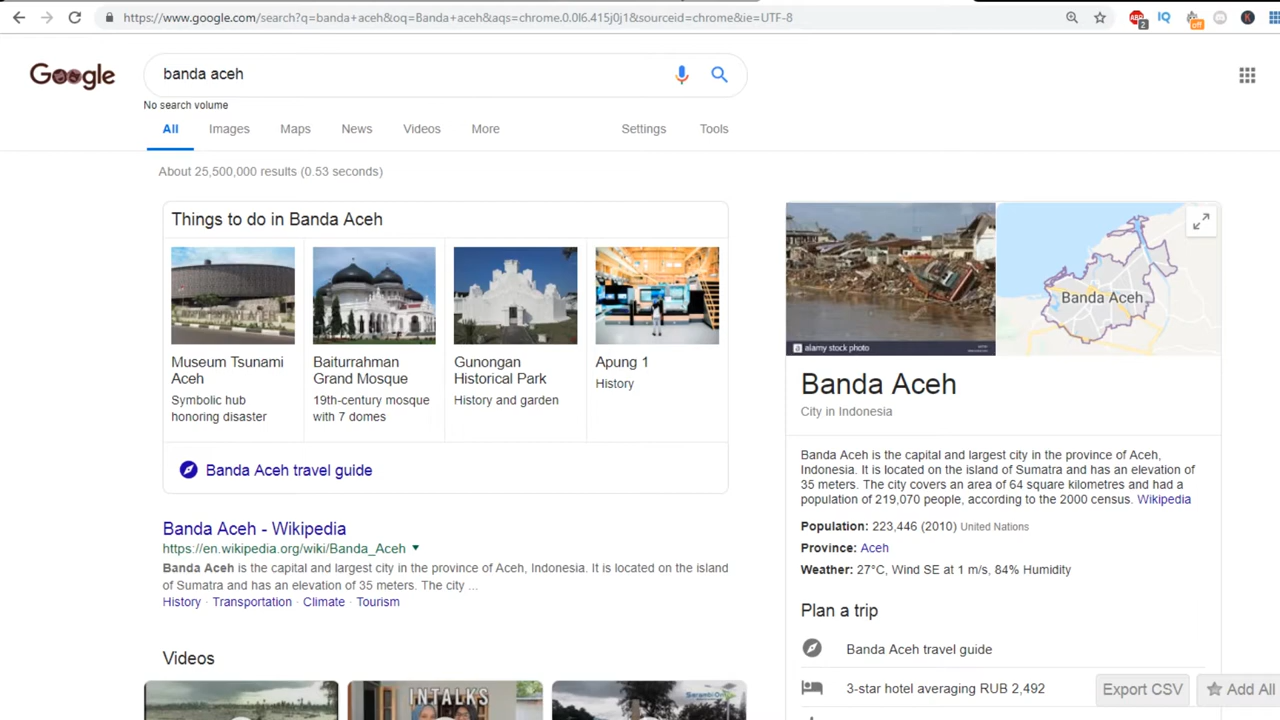 https://www.google.com/search?q=banda+aceh&oq=Banda+aceh&aqs=chrome.0.0l6.415j0j1&sourceid=chrome&ie=UTF-8
ABP
2
IQ
off
K
Google
banda aceh
No search volume
All
Images
Maps
News
Videos
More
Settings
Tools
About 25,500,000 results (0.53 seconds)
Things to do in Banda Aceh
Museum Tsunami
Aceh
Symbolic hub
honoring disaster
Baiturrahman
Grand Mosque
19th-century mosque
with 7 domes
Gunongan
Historical Park
History and garden
Apung 1
History
Banda Aceh travel guide
Banda Aceh - Wikipedia
https://en.wikipedia.org/wiki/Banda_Aceh
Banda Aceh is the capital and largest city in the province of Aceh, Indonesia. It is located on the island
of Sumatra and has an elevation of 35 meters. The city ...
History · Transportation · Climate · Tourism
Videos
INTALKS
SerambiOn
a alamy stock photo
Banda Aceh
Banda Aceh
City in Indonesia
Banda Aceh is the capital and largest city in the province of Aceh,
Indonesia. It is located on the island of Sumatra and has an elevation of
35 meters. The city covers an area of 64 square kilometres and had a
population of 219,070 people, according to the 2000 census. Wikipedia
Population: 223,446 (2010) United Nations
Province: Aceh
Weather: 27°C, Wind SE at 1 m/s, 84% Humidity
Plan a trip
Banda Aceh travel guide
3-star hotel averaging RUB 2,492
Export CSV
Add All